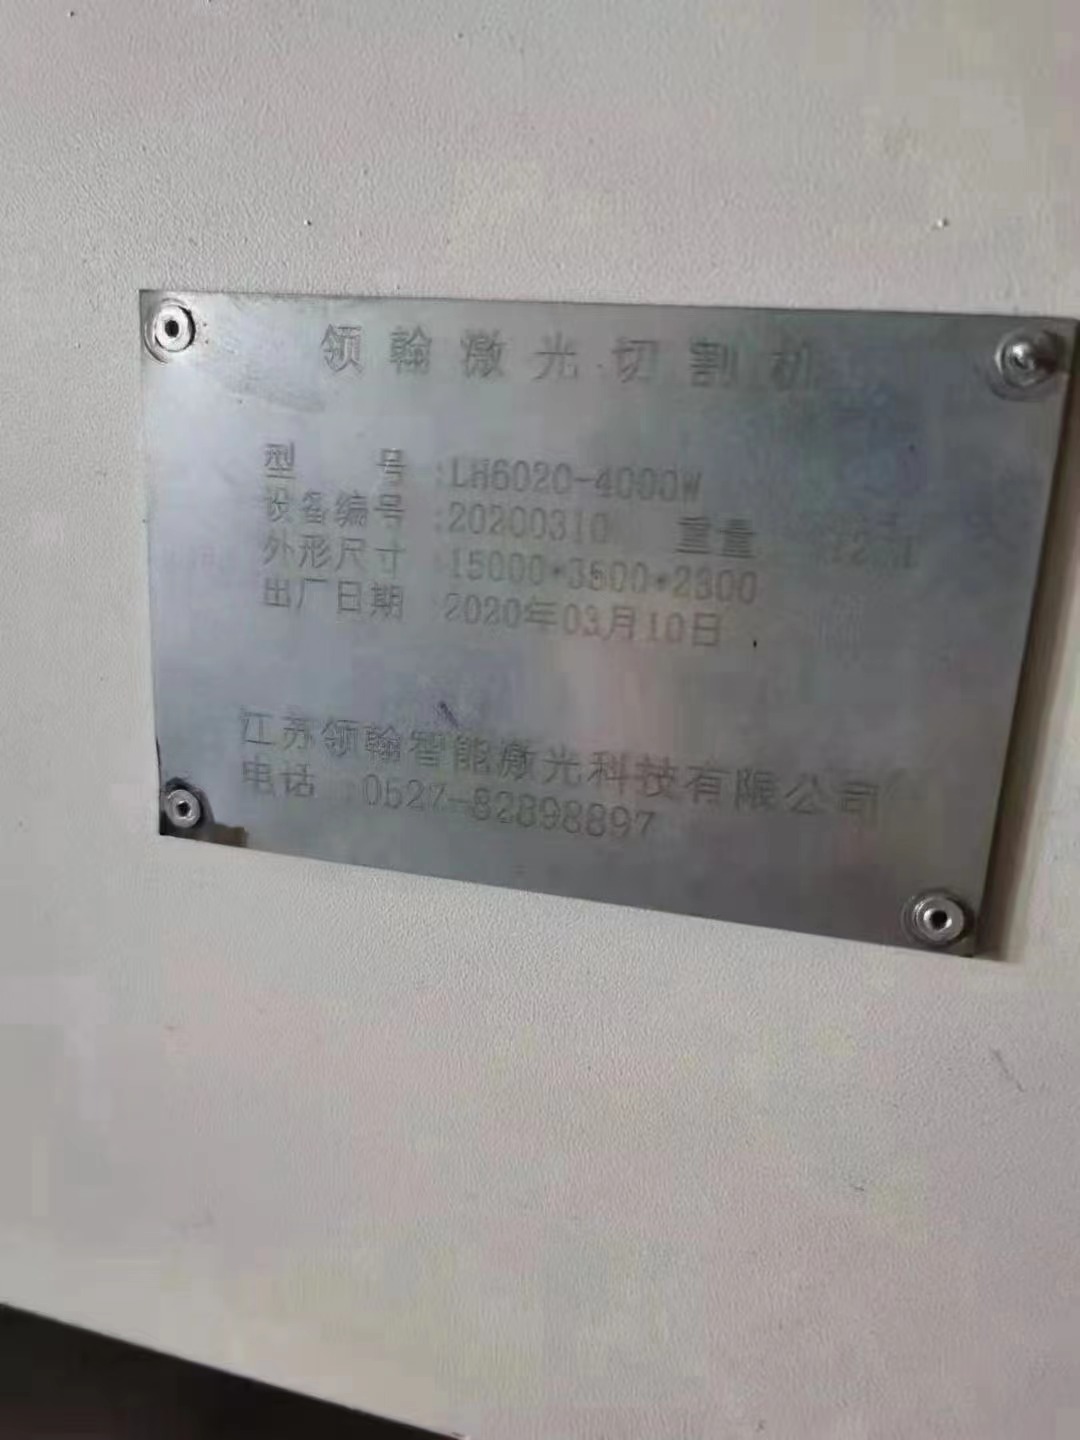 领翰激光切割机
型 号:LH6020-4000W
设备编号:20200310 重量
外形尺寸:15000*3500*2300
出厂日期:2020年03月10日
江苏领翰智能激光科技有限公司
电话:0527-82898897